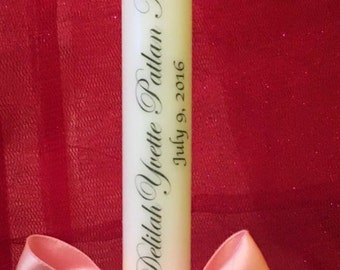 Delilah Yvette Patlan
July 9, 2016